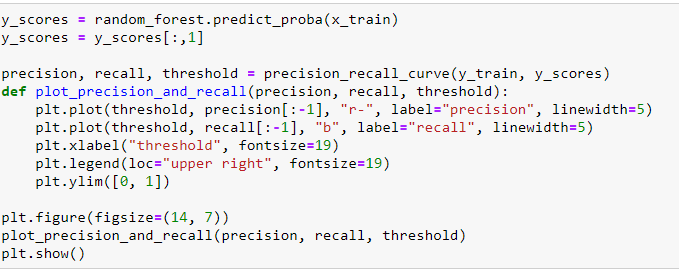 y_scores = random_forest.predict_proba(x_train)
y_scores = y_scores[:,1]

precision, recall, threshold = precision_recall_curve(y_train, y_scores)
def plot_precision_and_recall(precision, recall, threshold):
    plt.plot(threshold, precision[:-1], "r-", label="precision", linewidth=5)
    plt.plot(threshold, recall[:-1], "b", label="recall", linewidth=5)
    plt.xlabel("threshold", fontsize=19)
    plt.legend(loc="upper right", fontsize=19)
    plt.ylim([0, 1])

plt.figure(figsize=(14, 7))
plot_precision_and_recall(precision, recall, threshold)
plt.show()